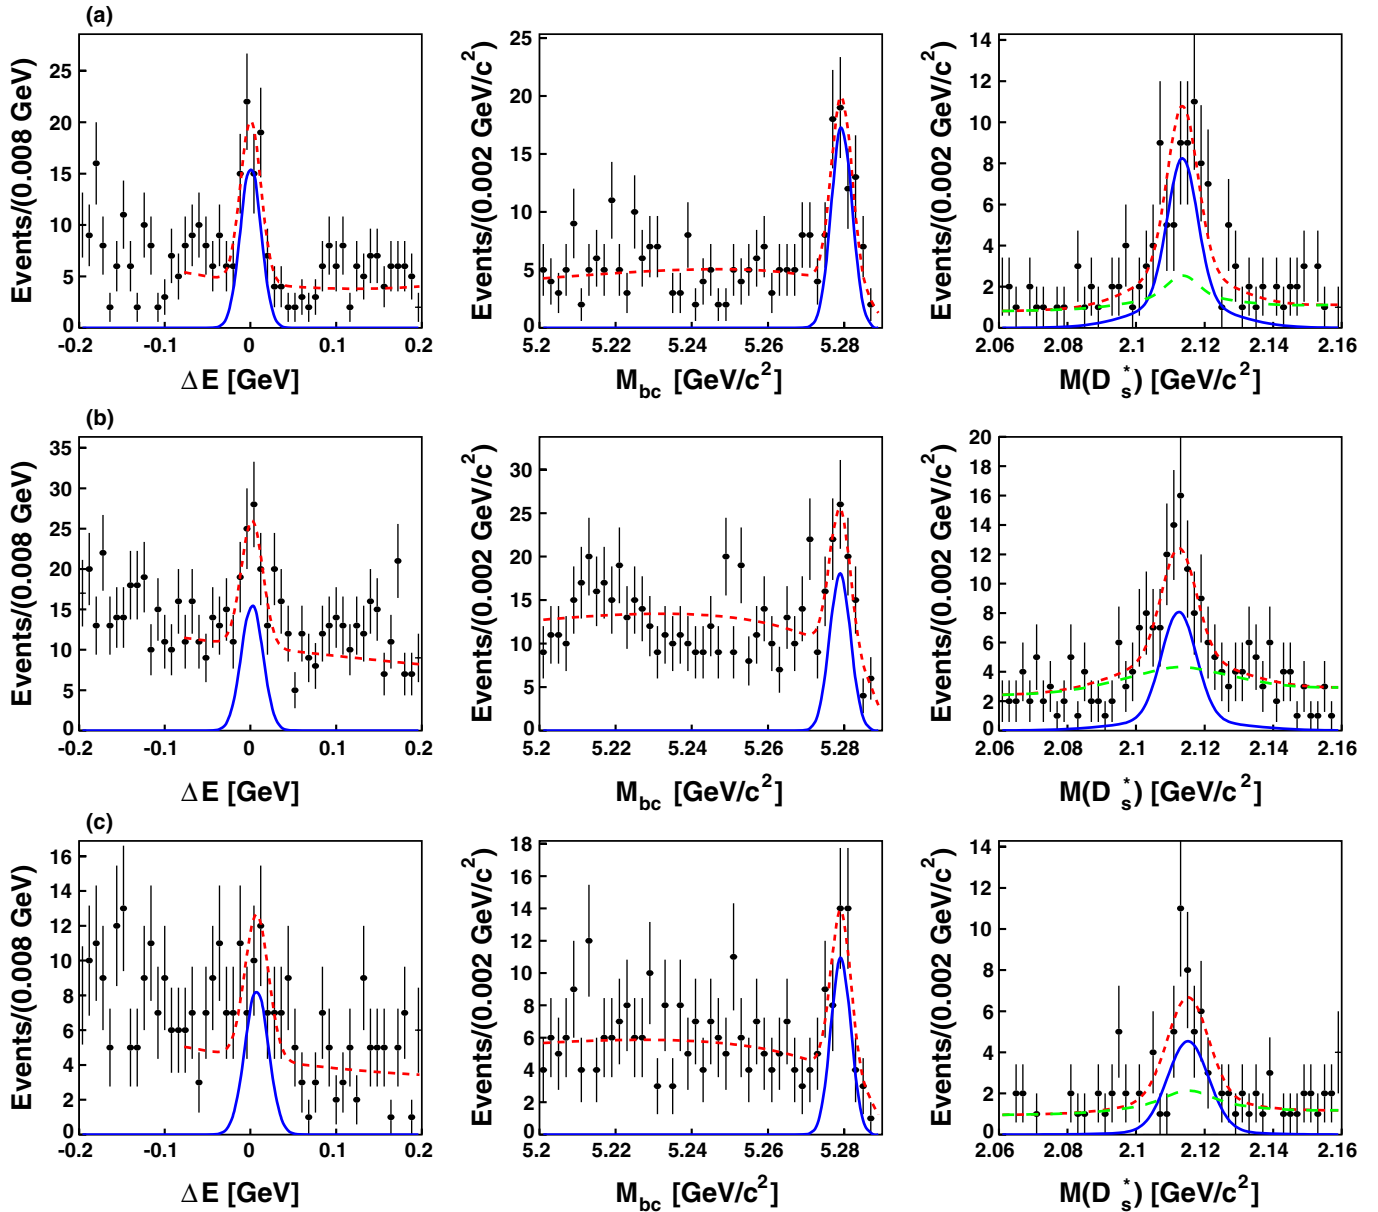 (a)
Events/(0.008 GeV)
25
20
15
10
5
0
-0.2 -0.1 0 0.1 0.2
ΔE [GeV]
Events/(0.002 GeV/c²)
25
20
15
10
5
0
5.2 5.22 5.24 5.26 5.28
M_bc [GeV/c²]
Events/(0.002 GeV/c²)
14
12
10
8
6
4
2
0
2.06 2.08 2.1 2.12 2.14 2.16
M(D_s^*) [GeV/c²]
(b)
Events/(0.008 GeV)
35
30
25
20
15
10
5
0
-0.2 -0.1 0 0.1 0.2
ΔE [GeV]
Events/(0.002 GeV/c²)
30
25
20
15
10
5
0
5.2 5.22 5.24 5.26 5.28
M_bc [GeV/c²]
Events/(0.002 GeV/c²)
20
18
16
14
12
10
8
6
4
2
0
2.06 2.08 2.1 2.12 2.14 2.16
M(D_s^*) [GeV/c²]
(c)
Events/(0.008 GeV)
16
14
12
10
8
6
4
2
0
-0.2 -0.1 0 0.1 0.2
ΔE [GeV]
Events/(0.002 GeV/c²)
18
16
14
12
10
8
6
4
2
0
5.2 5.22 5.24 5.26 5.28
M_bc [GeV/c²]
Events/(0.002 GeV/c²)
14
12
10
8
6
4
2
0
2.06 2.08 2.1 2.12 2.14 2.16
M(D_s^*) [GeV/c²]